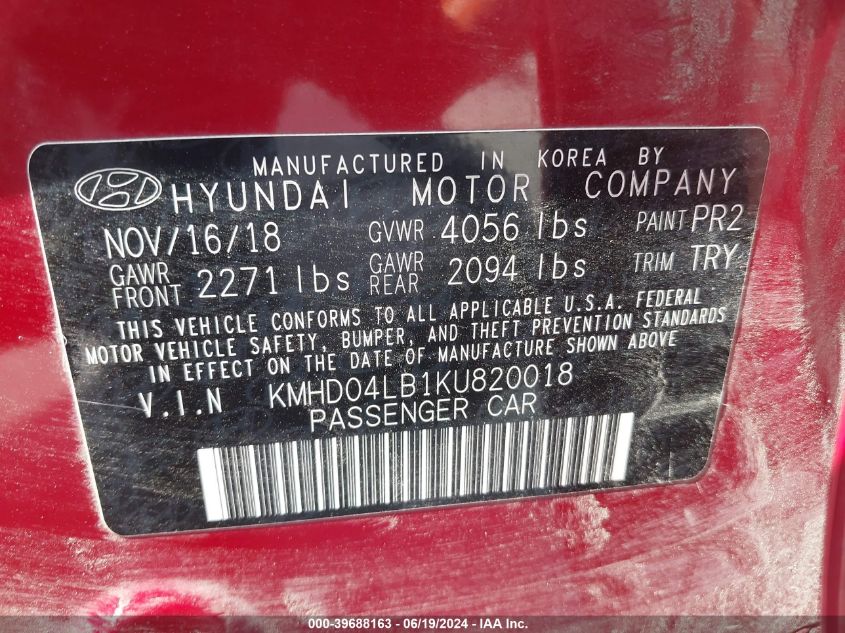 MANUFACTURED IN KOREA BY
HYUNDAI MOTOR COMPANY
NOV/16/18 GVWR 4056 lbs PAINT PR2
GAWR FRONT 2271 lbs GAWR REAR 2094 lbs TRIM TRY
THIS VEHICLE CONFORMS TO ALL APPLICABLE U.S.A. FEDERAL
MOTOR VEHICLE SAFETY, BUMPER, AND THEFT PREVENTION STANDARDS
IN EFFECT ON THE DATE OF MANUFACTURE SHOWN ABOVE.
V.I.N KMHD04LB1KU820018
PASSENGER CAR
000-39688163 - 06/19/2024 - IAA Inc.